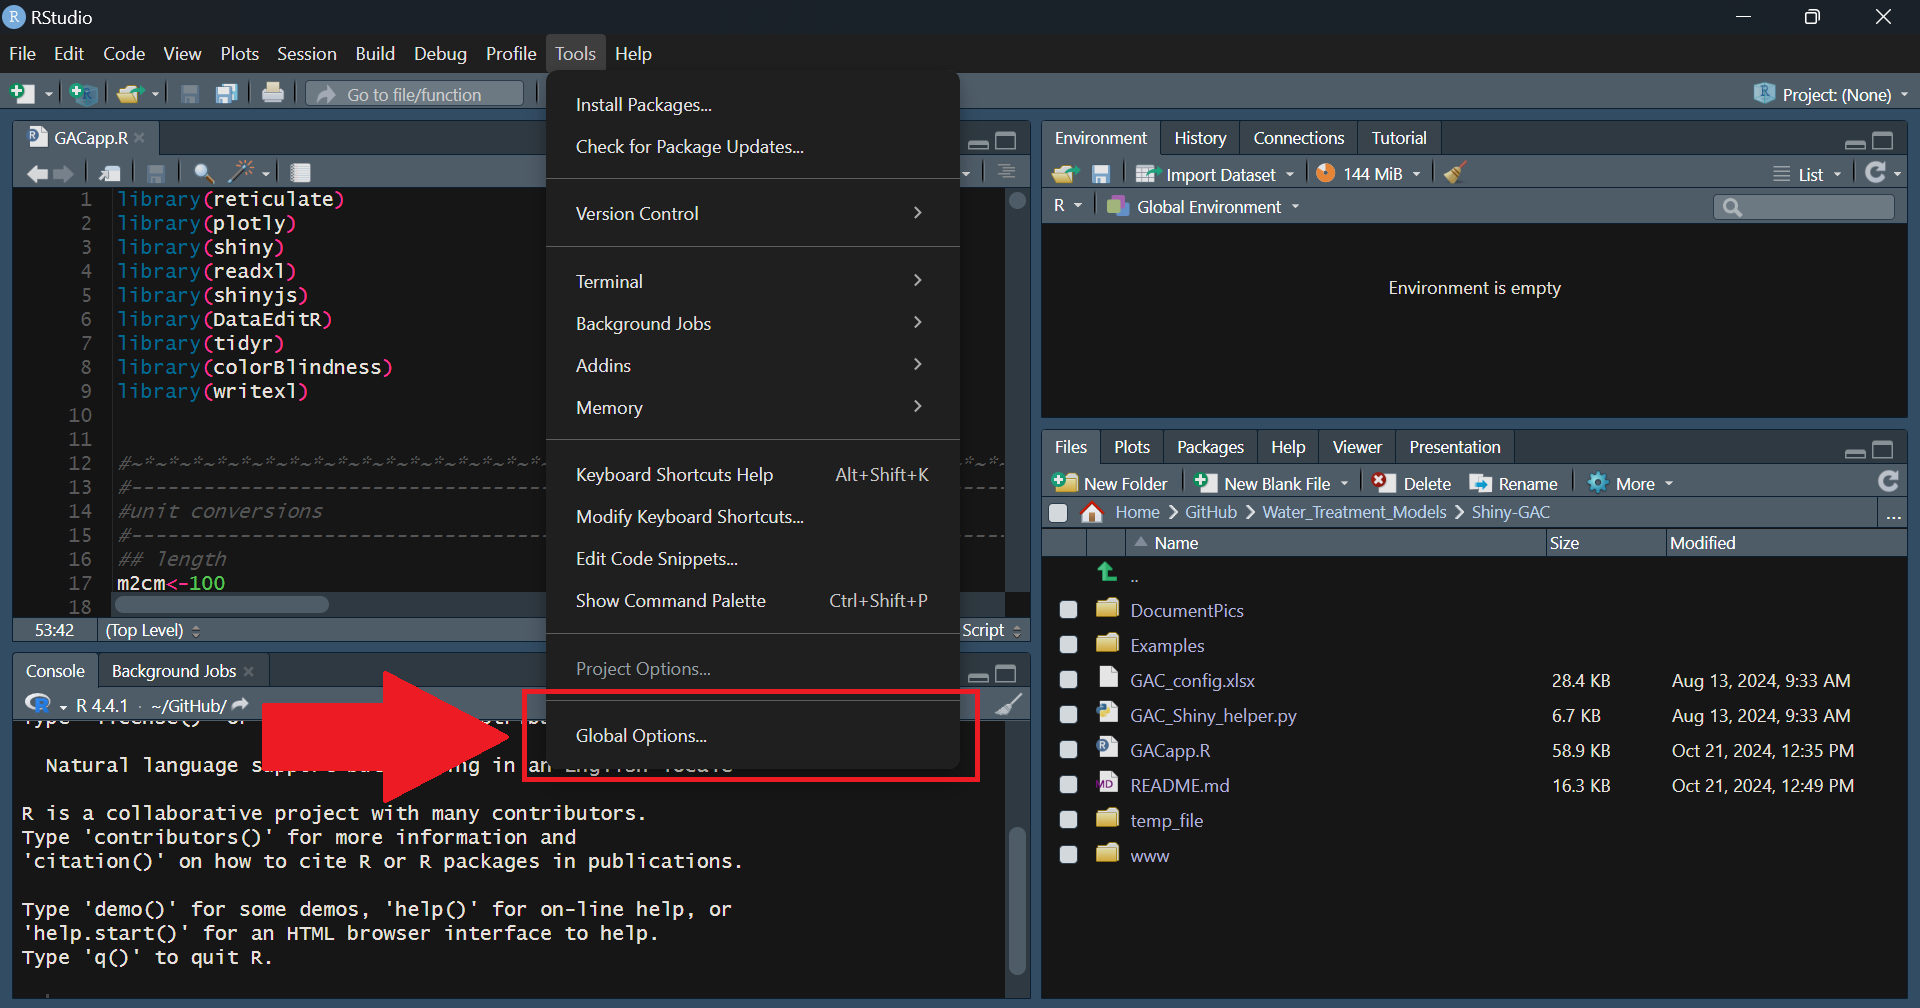 RStudio
File Edit Code View Plots Session Build Debug Profile Tools Help
Go to file/function
Project: (None)
GACapp.R
1 library(reticulate)
2 library(plotly)
3 library(shiny)
4 library(readxl)
5 library(shinyjs)
6 library(DataEditR)
7 library(tidyr)
8 library(colorBlindness)
9 library(writexl)
10
11
12 #~*~*~*~*~*~*~*~*~*~*~*~*~*~*~*~*~*~
13 #----------------------------------
14 #unit conversions
15 #----------------------------------
16 ## length
17 m2cm<-100
18
53:42 (Top Level) Script
Install Packages...
Check for Package Updates...
Version Control
Terminal
Background Jobs
Addins
Memory
Keyboard Shortcuts Help Alt+Shift+K
Modify Keyboard Shortcuts...
Edit Code Snippets...
Show Command Palette Ctrl+Shift+P
Project Options...
Global Options...
Console Background Jobs
R 4.4.1 · ~/GitHub/
Natural language in an
R is a collaborative project with many contributors.
Type 'contributors()' for more information and
'citation()' on how to cite R or R packages in publications.
Type 'demo()' for some demos, 'help()' for on-line help, or
'help.start()' for an HTML browser interface to help.
Type 'q()' to quit R.
Environment History Connections Tutorial
Import Dataset 144 MiB List
R Global Environment
Environment is empty
Files Plots Packages Help Viewer Presentation
New Folder New Blank File Delete Rename More
Home > GitHub > Water_Treatment_Models > Shiny-GAC ...
Name Size Modified
..
DocumentPics
Examples
GAC_config.xlsx 28.4 KB Aug 13, 2024, 9:33 AM
GAC_Shiny_helper.py 6.7 KB Aug 13, 2024, 9:33 AM
GACapp.R 58.9 KB Oct 21, 2024, 12:35 PM
README.md 16.3 KB Oct 21, 2024, 12:49 PM
temp_file
www